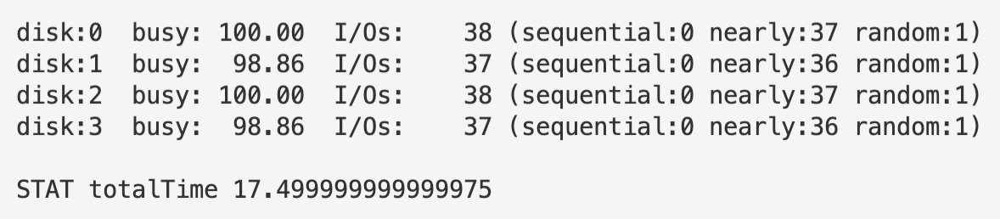 disk:0  busy: 100.00  I/Os:    38 (sequential:0 nearly:37 random:1)
disk:1  busy:  98.86  I/Os:    37 (sequential:0 nearly:36 random:1)
disk:2  busy: 100.00  I/Os:    38 (sequential:0 nearly:37 random:1)
disk:3  busy:  98.86  I/Os:    37 (sequential:0 nearly:36 random:1)

STAT totalTime 17.499999999999975